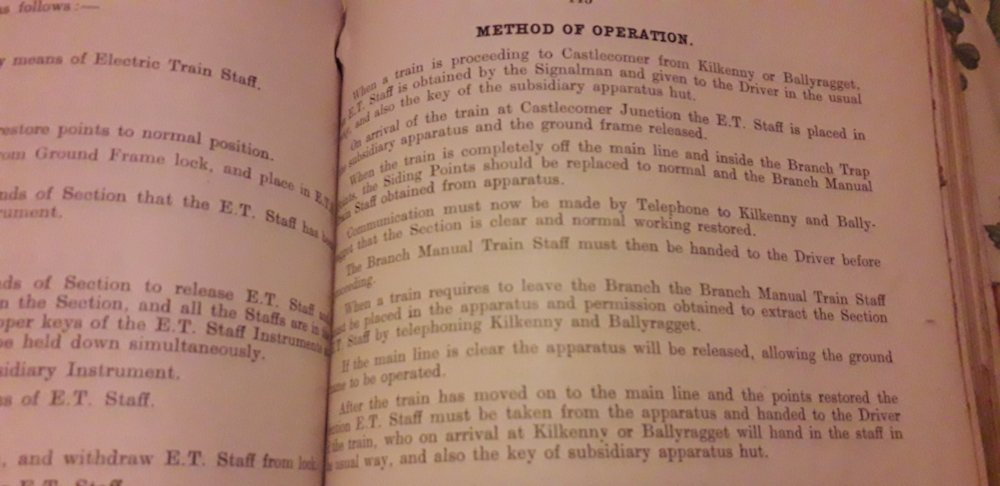 as follows:—
means of Electric Train Staff.
restore points to normal position.
from Ground Frame lock, and place in E.T.
ends of Section that the E.T. Staff has
rument.
nds of Section to release E.T. Staff
in the Section, and all the Staffs are in
pper keys of the E.T. Staff Instruments
be held down simultaneously.
sidiary Instrument.
ns of E.T. Staff.
, and withdraw E.T. Staff from lock
E.T. Staff
METHOD OF OPERATION.
When a train is proceeding to Castlecomer from Kilkenny or Ballyragget,
E.T. Staff is obtained by the Signalman and given to the Driver in the usual
and also the key of the subsidiary apparatus hut.
On arrival of the train at Castlecomer Junction the E.T. Staff is placed in
subsidiary apparatus and the ground frame released.
When the train is completely off the main line and inside the Branch Trap
the Siding Points should be replaced to normal and the Branch Manual
Staff obtained from apparatus.
Communication must now be made by Telephone to Kilkenny and Bally-
that the Section is clear and normal working restored.
The Branch Manual Train Staff must then be handed to the Driver before
When a train requires to leave the Branch the Branch Manual Train Staff
be placed in the apparatus and permission obtained to extract the Section
Staff by telephoning Kilkenny and Ballyragget.
If the main line is clear the apparatus will be released, allowing the ground
to be operated.
After the train has moved on to the main line and the points restored the
E.T. Staff must be taken from the apparatus and handed to the Driver
the train, who on arrival at Kilkenny or Ballyragget will hand in the staff in
usual way, and also the key of subsidiary apparatus hut.